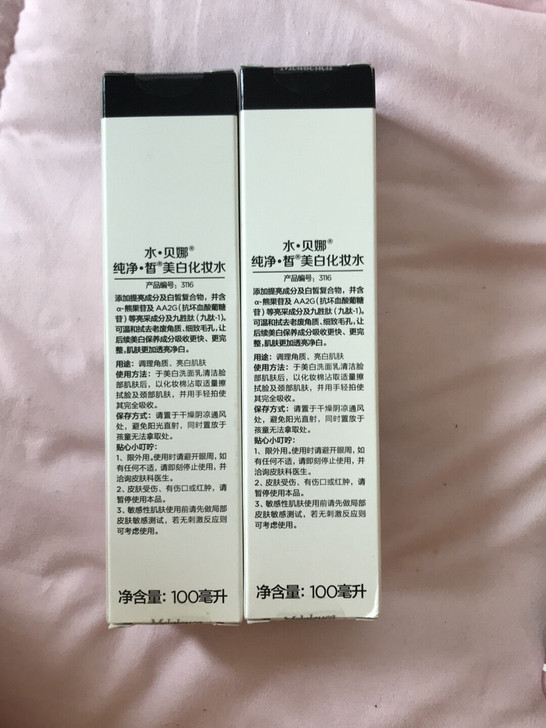 水·贝娜®
纯净·皙®美白化妆水
产品编号：3116
添加提亮成分及白皙复合物，并含
α-熊果苷及 AA2G（抗坏血酸葡糖
苷）等亮采成分及九胜肽（九肽-1）。
可温和拭去老废角质、细致毛孔，让
后续美白保养成分吸收更快、更完
整，肌肤更加透亮净白。
用途：调理角质、亮白肌肤
使用方法：于美白洗面乳清洁脸
部肌肤后，以化妆棉沾取适量擦
拭脸及颈部肌肤，并用手轻拍使
其完全吸收。
保存方式：请置于干燥阴凉通风
处，避免阳光直射，同时置放于
孩童无法拿取处。
贴心小叮咛：
1、限外用。使用时请避开眼周，如
有任何不适，请即刻停止使用，并
洽询皮肤科医生。
2、皮肤受伤、有伤口或红肿，请
暂停使用本品。
3、敏感性肌肤使用前请先做局部
皮肤敏感测试，若无刺激反应则
可考虑使用。
净含量：100毫升
水·贝娜®
纯净·皙®美白化妆水
产品编号：3116
添加提亮成分及白皙复合物，并含
α-熊果苷及 AA2G（抗坏血酸葡糖
苷）等亮采成分及九胜肽（九肽-1）。
可温和拭去老废角质、细致毛孔，让
后续美白保养成分吸收更快、更完
整，肌肤更加透亮净白。
用途：调理角质、亮白肌肤
使用方法：于美白洗面乳清洁脸
部肌肤后，以化妆棉沾取适量擦
拭脸及颈部肌肤，并用手轻拍使
其完全吸收。
保存方式：请置于干燥阴凉通风
处，避免阳光直射，同时置放于
孩童无法拿取处。
贴心小叮咛：
1、限外用。使用时请避开眼周，如
有任何不适，请即刻停止使用，并
洽询皮肤科医生。
2、皮肤受伤、有伤口或红肿，请
暂停使用本品。
3、敏感性肌肤使用前请先做局部
皮肤敏感测试，若无刺激反应则
可考虑使用。
净含量：100毫升